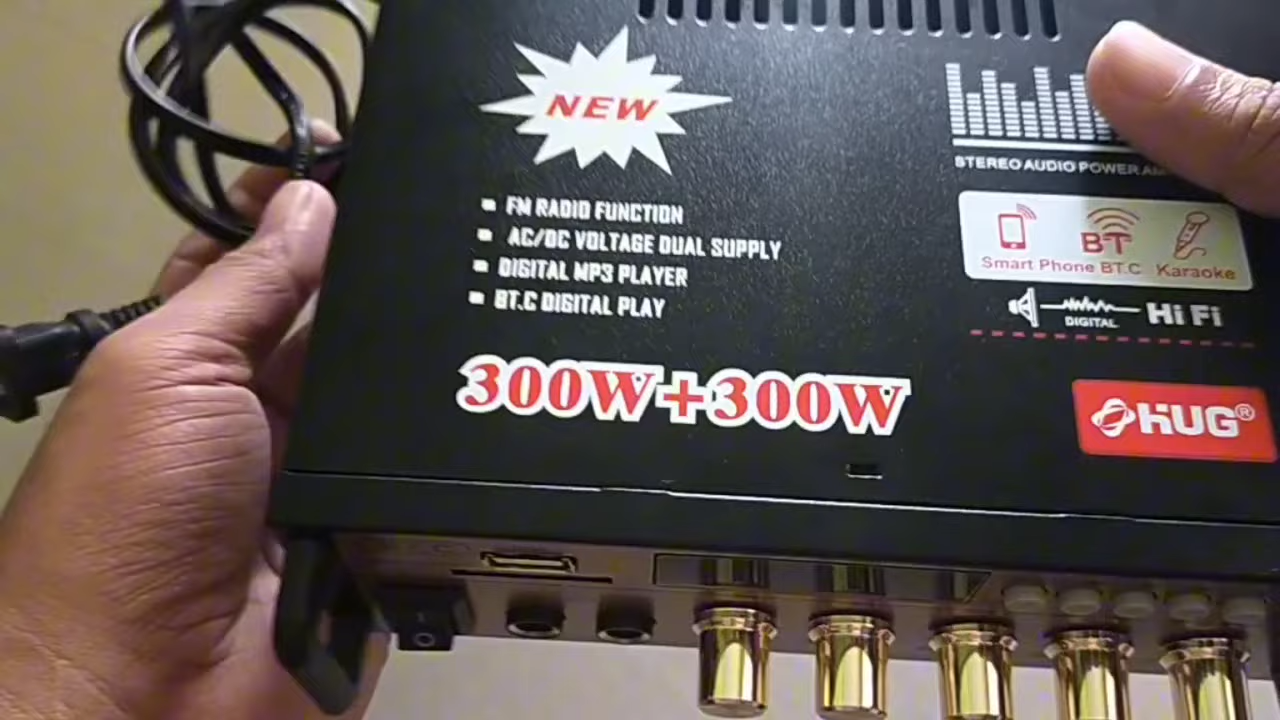 NEW
FM RADIO FUNCTION
AC/DC VOLTAGE DUAL SUPPLY
DIGITAL MP3 PLAYER
BT.C DIGITAL PLAY
300W+300W
STEREO AUDIO POWER
BT
Smart Phone BT.C Karaoke
DIGITAL
Hi Fi
HUG®